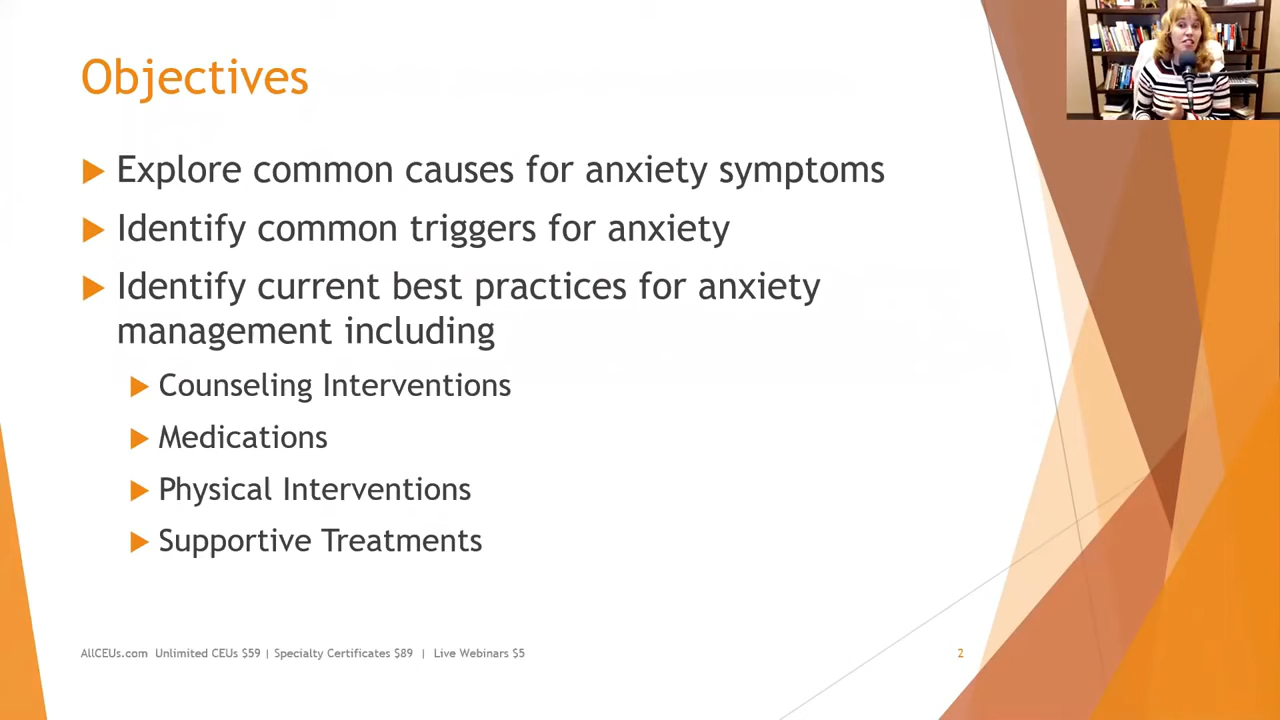 Objectives
Explore common causes for anxiety symptoms
Identify common triggers for anxiety
Identify current best practices for anxiety
management including
Counseling Interventions
Medications
Physical Interventions
Supportive Treatments
AllCEUs.com Unlimited CEUs $59 | Specialty Certificates $89 | Live Webinars $5
2